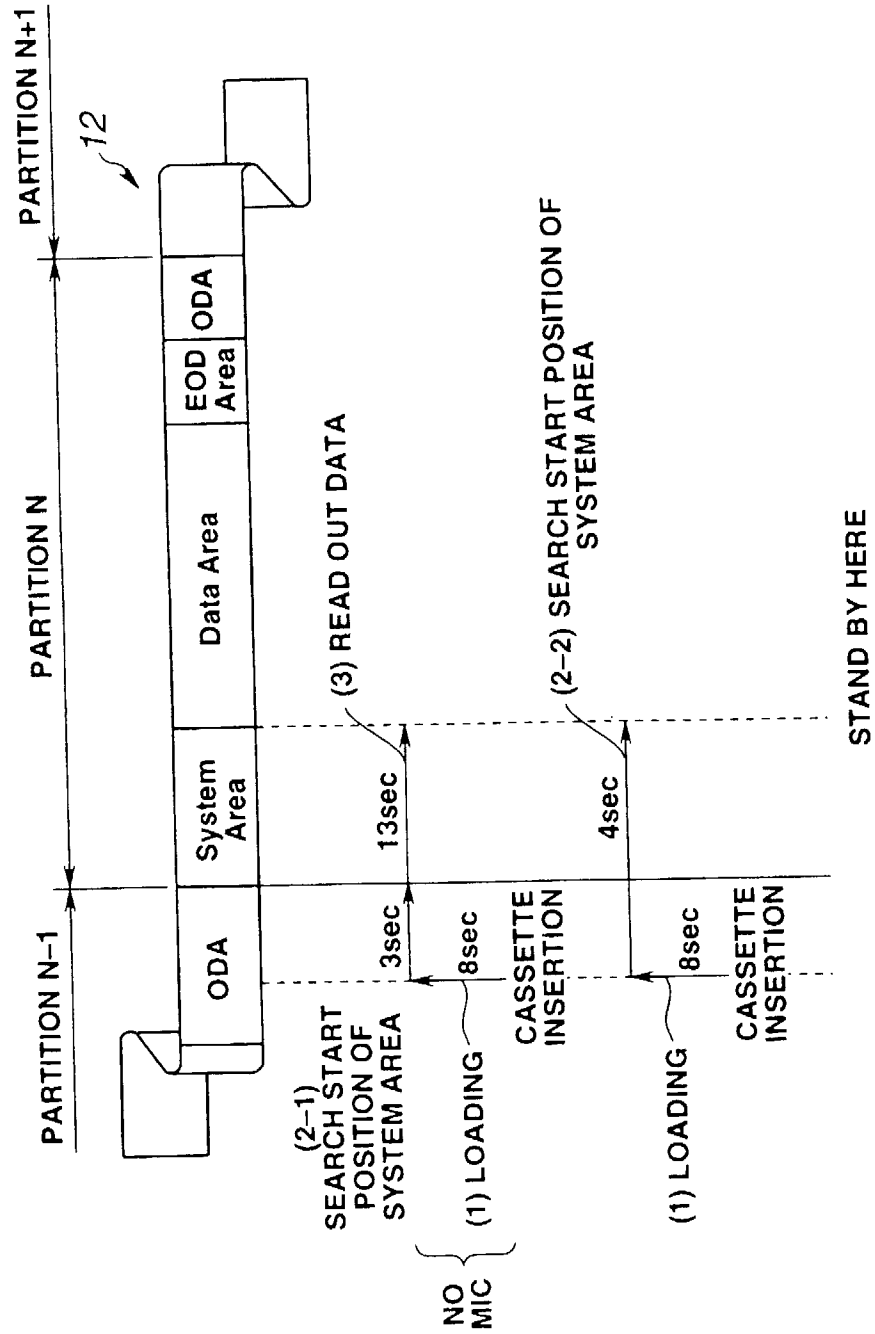 PARTITION N-1
PARTITION N
PARTITION N+1
12
ODA
System
Area
Data Area
EOD
Area
ODA
(2-1)
SEARCH START
POSITION OF
SYSTEM AREA
3sec
13sec
(3) READ OUT DATA
NO
MIC
(1) LOADING
8sec
CASSETTE
INSERTION
4sec
(2-2) SEARCH START POSITION OF
SYSTEM AREA
(1) LOADING
8sec
CASSETTE
INSERTION
STAND BY HERE